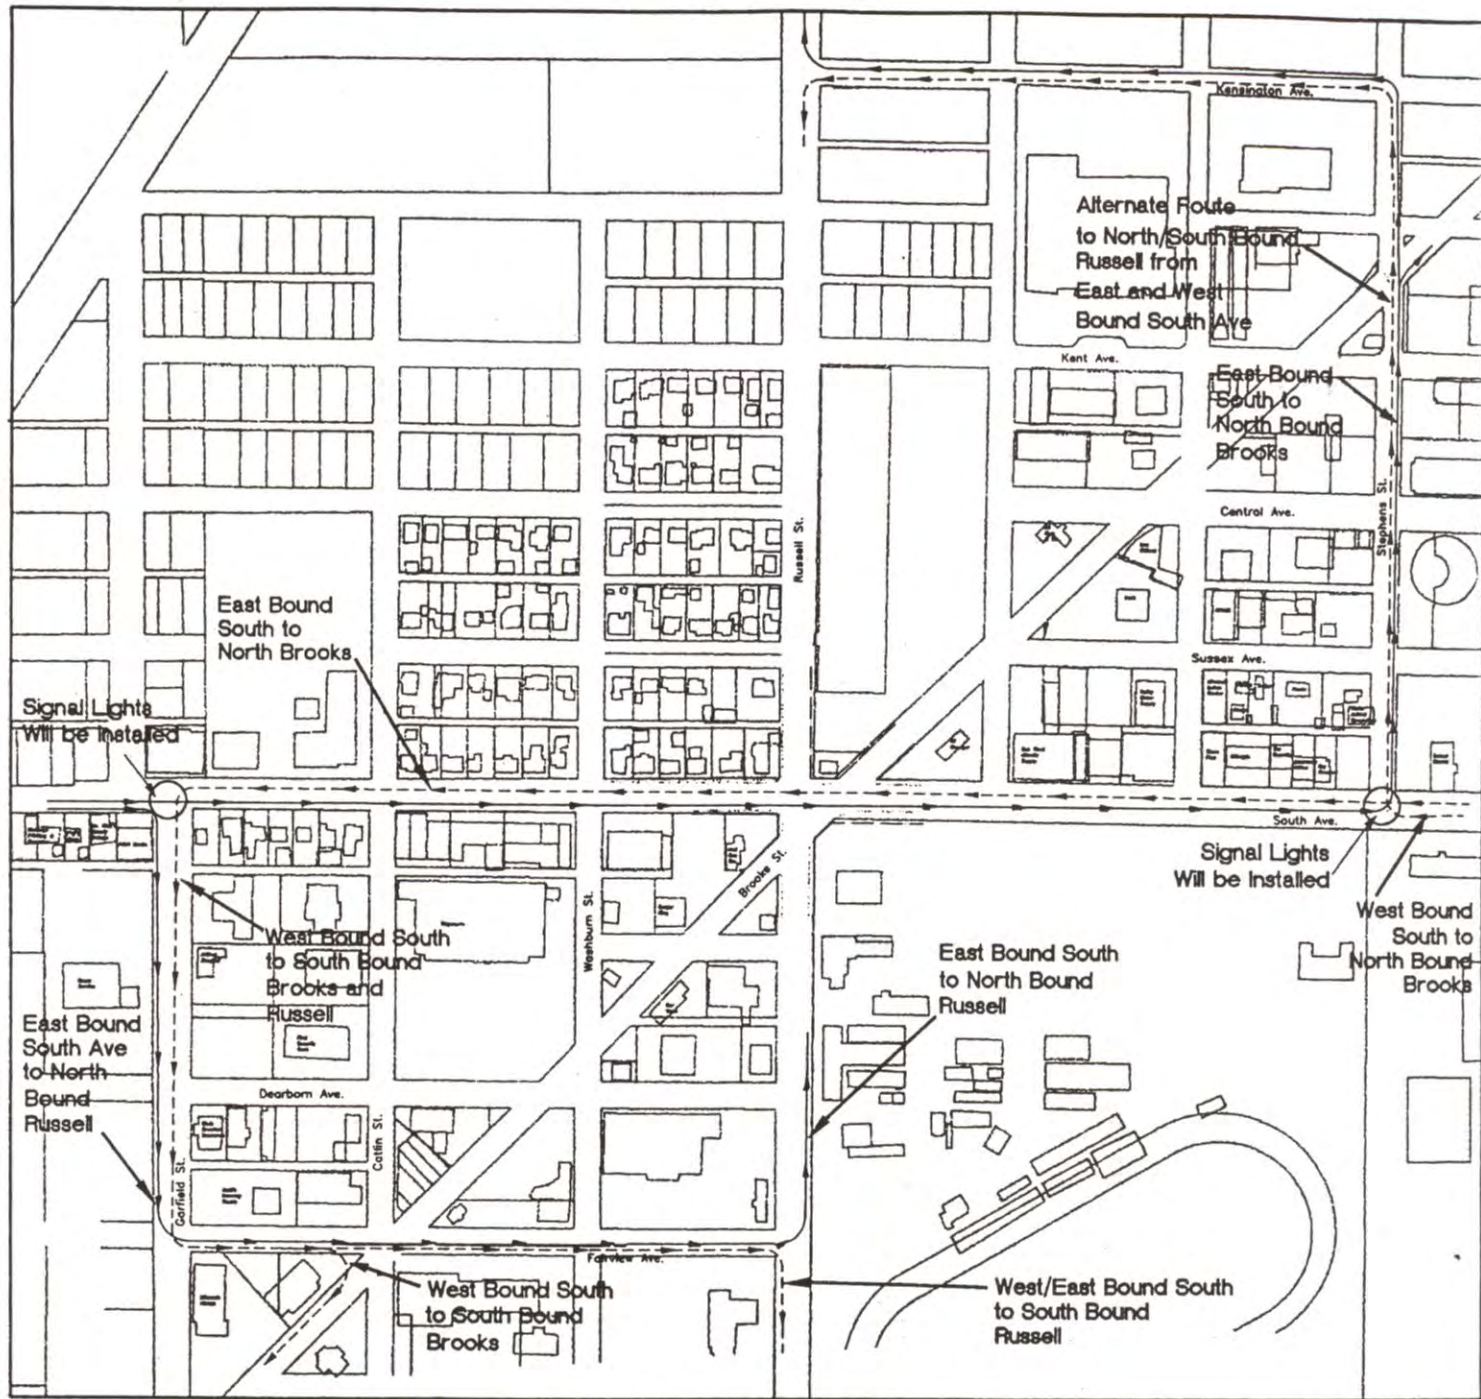 Kensington Ave.
Alternate Route
to North/South Bound
Russell from
East and West
Bound South Ave
Kent Ave.
East Bound
South to
North Bound
Brooks
Stephens St.
Central Ave.
Russell St.
East Bound
South to
North Brooks
Sussex Ave.
Signal Lights
Will be Installed
South Ave.
Signal Lights
Will be Installed
Brooks St.
Washburn St.
West Bound
South to
North Bound
Brooks
West Bound South
to South Bound
Brooks and
Russell
East Bound South
to North Bound
Russell
East Bound
South Ave
to North
Bound
Russell
Dearborn Ave.
Catlin St.
Garfield St.
Fairview Ave.
West Bound South
to South Bound
Brooks
West/East Bound South
to South Bound
Russell